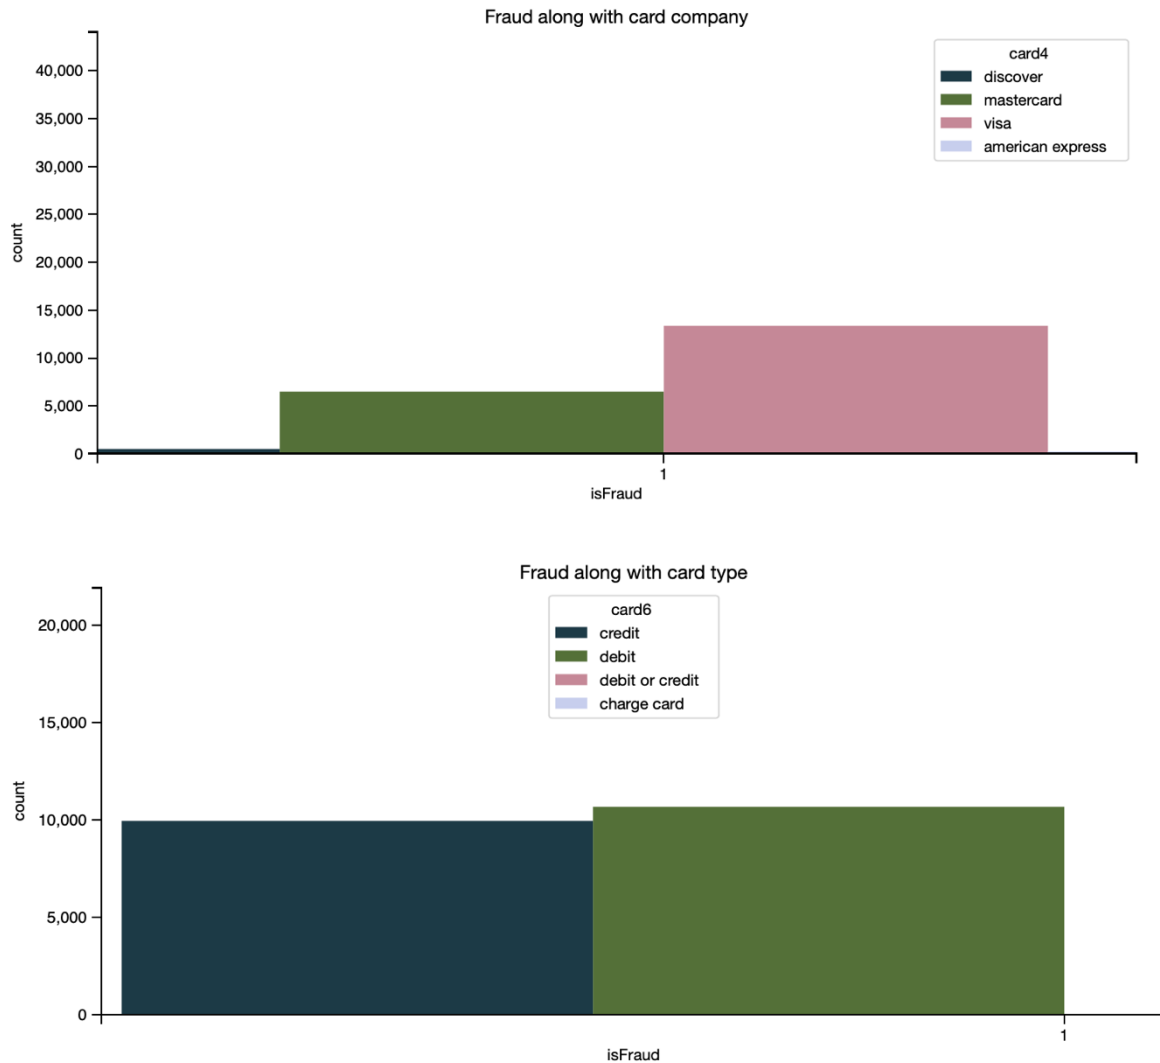 Fraud along with card company
card4
discover
mastercard
visa
american express
40,000
35,000
30,000
25,000
20,000
15,000
10,000
5,000
0
count
1
isFraud
Fraud along with card type
card6
credit
debit
debit or credit
charge card
20,000
15,000
10,000
5,000
0
count
1
isFraud